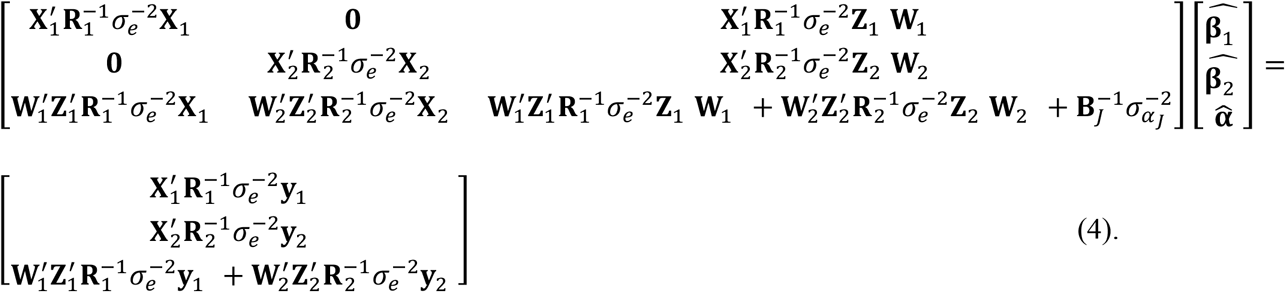 [X′₁R₁⁻¹σₑ⁻²X₁ 0 X′₁R₁⁻¹σₑ⁻²Z₁ W₁
0 X′₂R₂⁻¹σₑ⁻²X₂ X′₂R₂⁻¹σₑ⁻²Z₂ W₂
W′₁Z′₁R₁⁻¹σₑ⁻²X₁ W′₂Z′₂R₂⁻¹σₑ⁻²X₂ W′₁Z′₁R₁⁻¹σₑ⁻²Z₁ W₁ + W′₂Z′₂R₂⁻¹σₑ⁻²Z₂ W₂ + B_J⁻¹σ_{α_J}⁻²] [β̂₁ β̂₂ α̂] =
[X′₁R₁⁻¹σₑ⁻²y₁
X′₂R₂⁻¹σₑ⁻²y₂ (4).
W′₁Z′₁R₁⁻¹σₑ⁻²y₁ + W′₂Z′₂R₂⁻¹σₑ⁻²y₂]